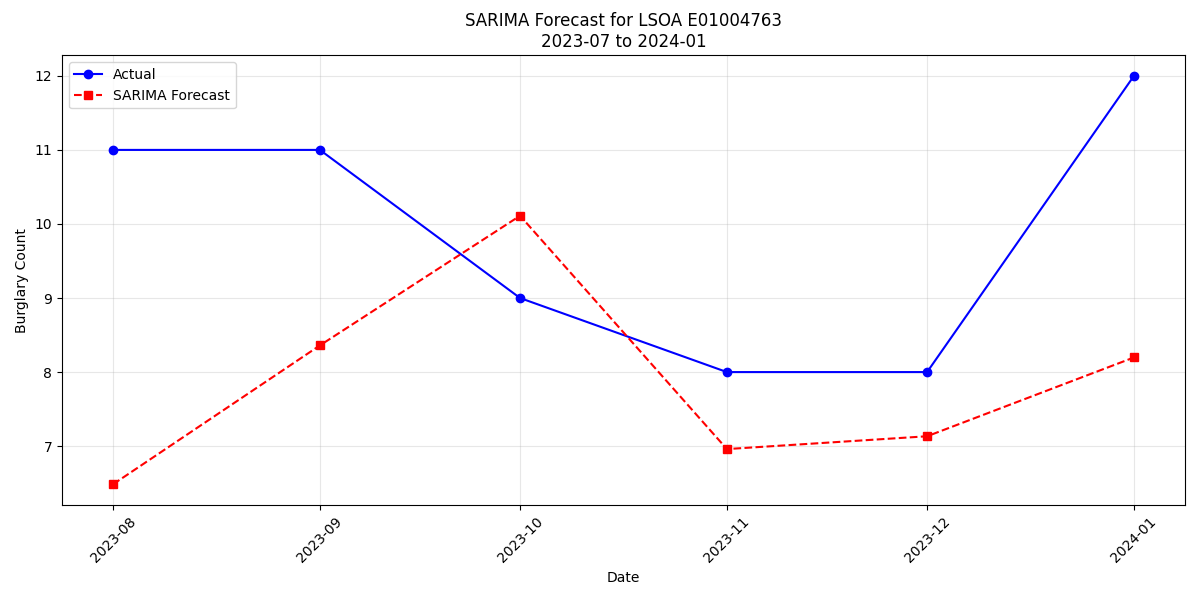 SARIMA Forecast for LSOA E01004763
2023-07 to 2024-01
Actual
SARIMA Forecast
12
11
10
9
8
7
Burglary Count
2023-08
2023-09
2023-10
2023-11
2023-12
2024-01
Date